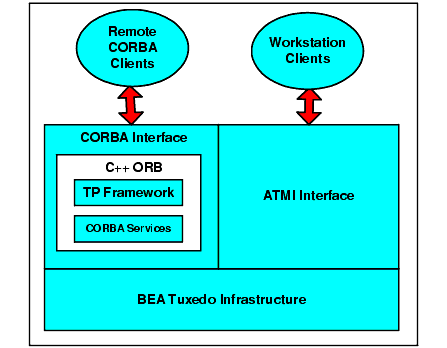 Remote
CORBA
Clients
Workstation
Clients
CORBA Interface
C++ ORB
TP Framework
CORBA Services
ATMI Interface
BEA Tuxedo Infrastructure